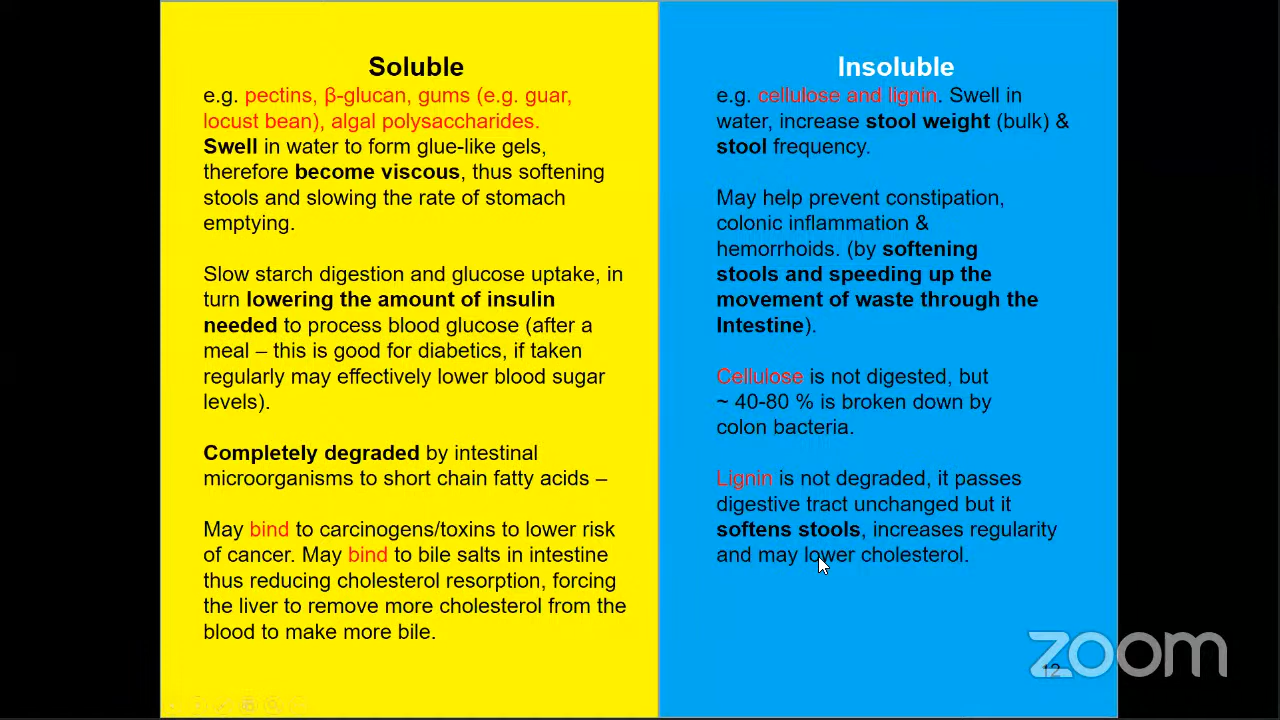 Soluble
e.g. pectins, β-glucan, gums (e.g. guar,
locust bean), algal polysaccharides.
Swell in water to form glue-like gels,
therefore become viscous, thus softening
stools and slowing the rate of stomach
emptying.
Slow starch digestion and glucose uptake, in
turn lowering the amount of insulin
needed to process blood glucose (after a
meal – this is good for diabetics, if taken
regularly may effectively lower blood sugar
levels).
Completely degraded by intestinal
microorganisms to short chain fatty acids –
May bind to carcinogens/toxins to lower risk
of cancer. May bind to bile salts in intestine
thus reducing cholesterol resorption, forcing
the liver to remove more cholesterol from the
blood to make more bile.
Insoluble
e.g. cellulose and lignin. Swell in
water, increase stool weight (bulk) &
stool frequency.
May help prevent constipation,
colonic inflammation &
hemorrhoids. (by softening
stools and speeding up the
movement of waste through the
Intestine).
Cellulose is not digested, but
~ 40-80 % is broken down by
colon bacteria.
Lignin is not degraded, it passes
digestive tract unchanged but it
softens stools, increases regularity
and may lower cholesterol.
12
zoom